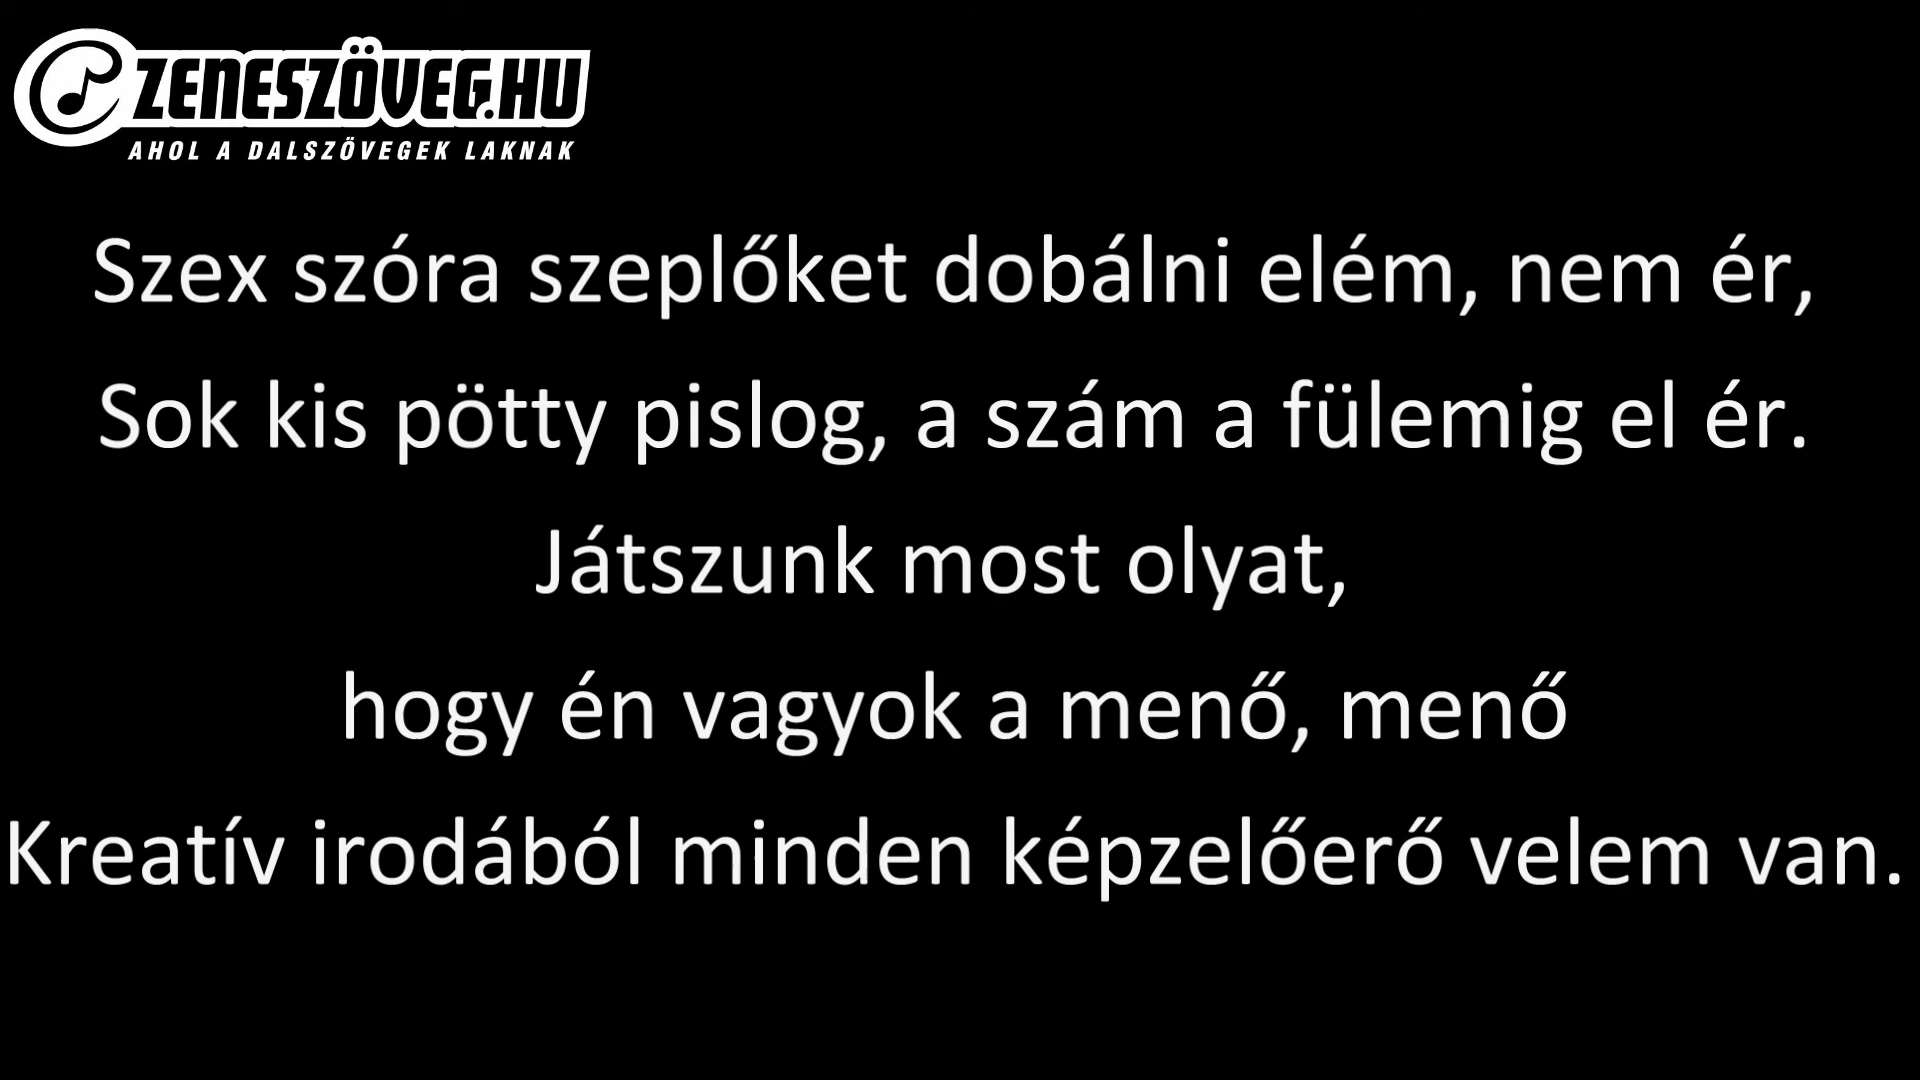 ZENESZÖVEG.HU
AHOL A DALSZÖVEGEK LAKNAK
Szex szóra szeplőket dobálni elém, nem ér,
Sok kis pötty pislog, a szám a fülemig el ér.
Játszunk most olyat,
hogy én vagyok a menő, menő
Kreatív irodából minden képzelőerő velem van.